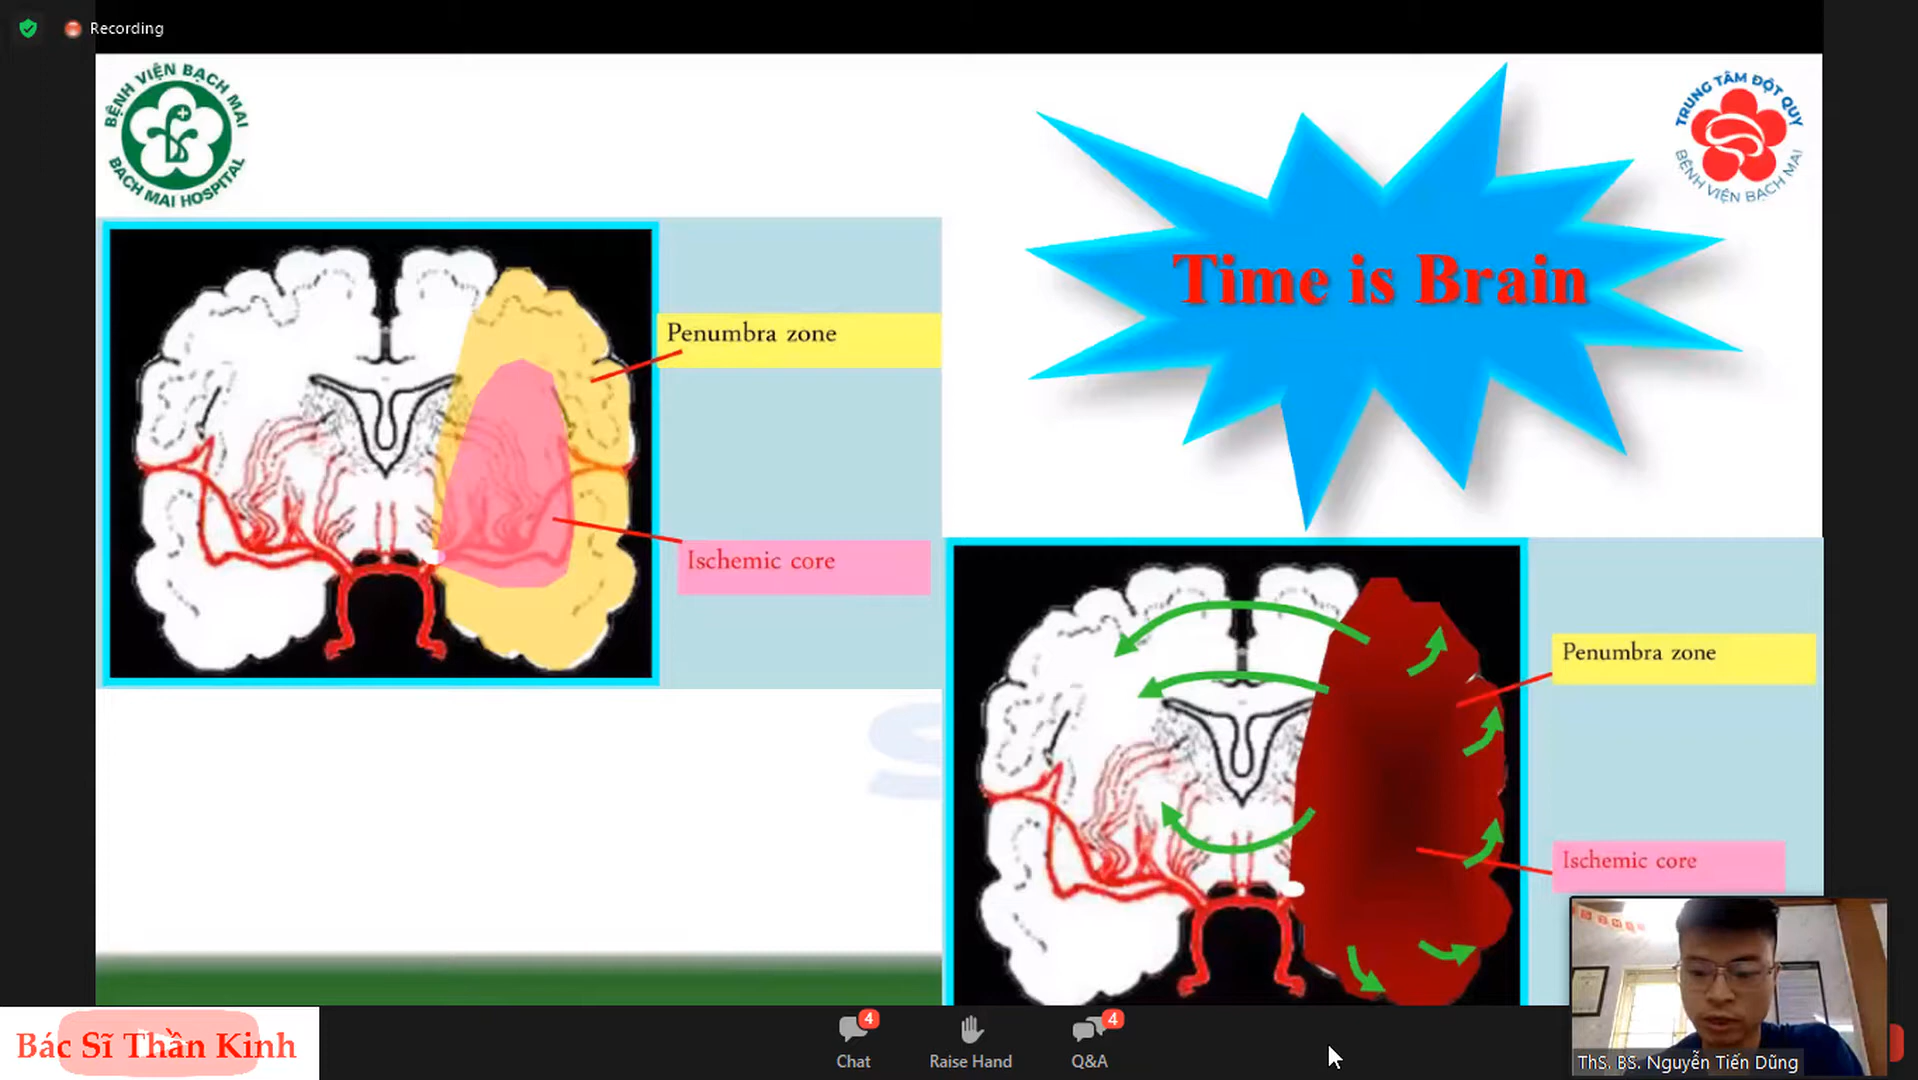 Recording
BỆNH VIỆN BẠCH MAI
BACH MAI HOSPITAL
TRUNG TÂM ĐỘT QUỴ
BỆNH VIỆN BẠCH MAI
Time is Brain
Penumbra zone
Ischemic core
Penumbra zone
Ischemic core
Bác Sĩ Thần Kinh
4
Chat
Raise Hand
4
Q&A
ThS. BS. Nguyễn Tiến Dũng